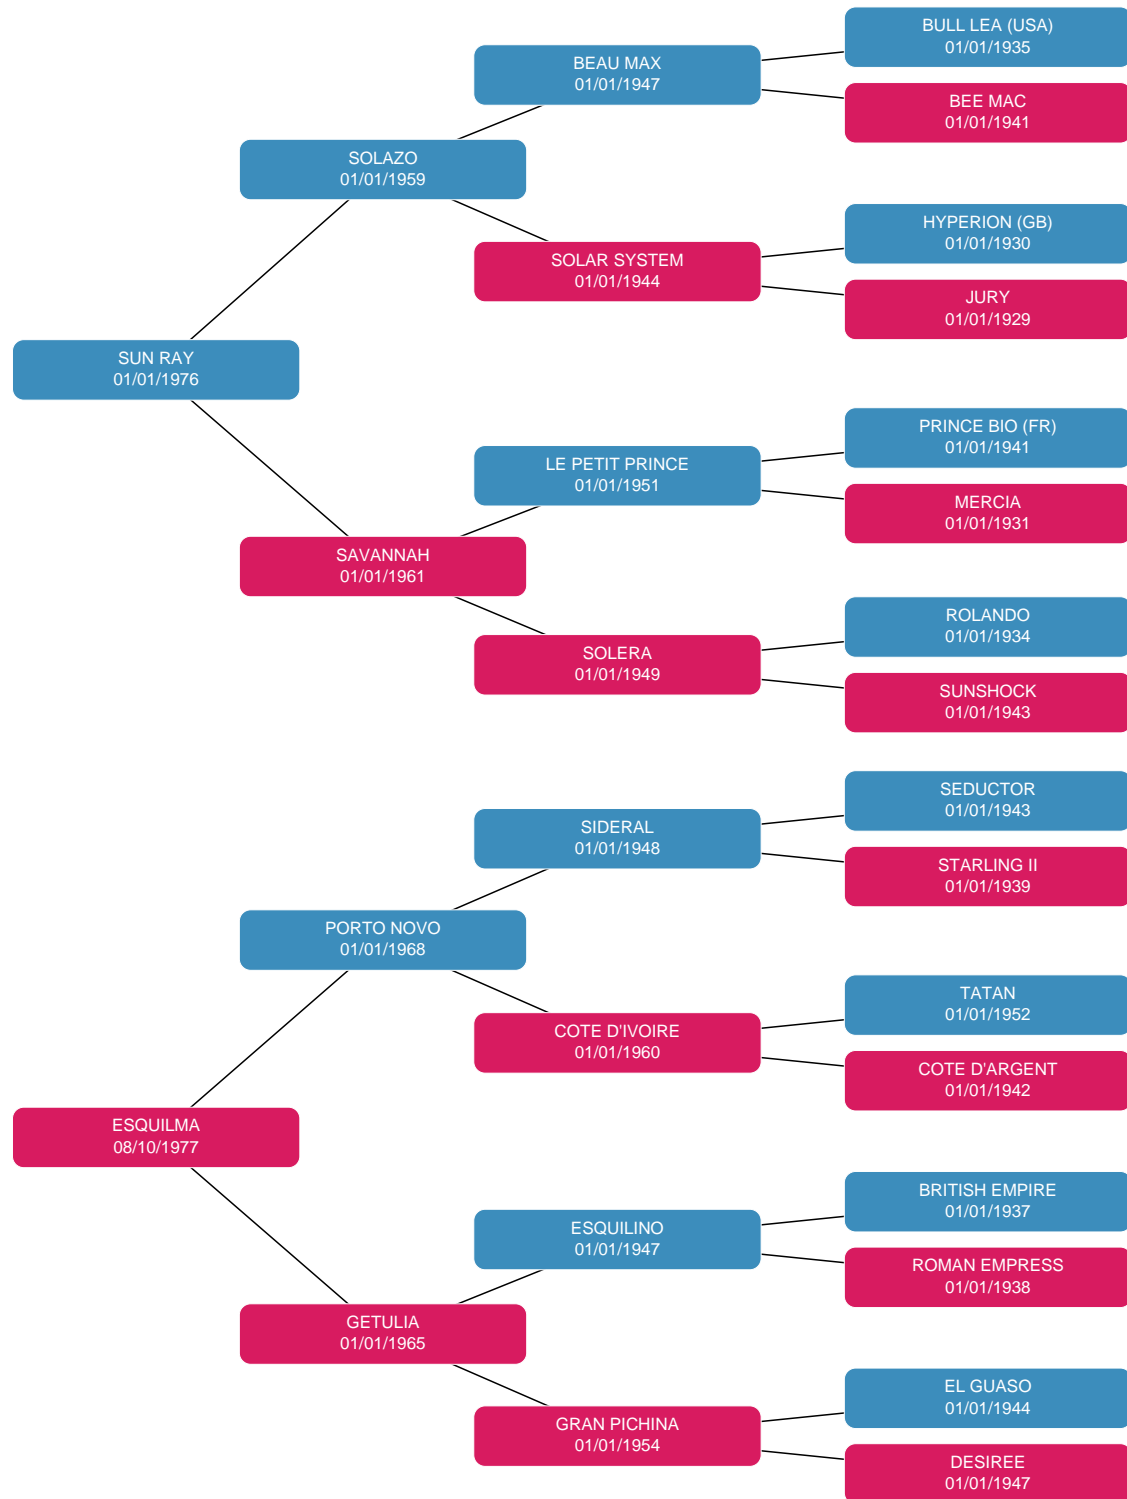 BULL LEA (USA)
01/01/1935
BEAU MAX
01/01/1947
BEE MAC
01/01/1941
SOLAZO
01/01/1959
HYPERION (GB)
01/01/1930
SOLAR SYSTEM
01/01/1944
JURY
01/01/1929
SUN RAY
01/01/1976
PRINCE BIO (FR)
01/01/1941
LE PETIT PRINCE
01/01/1951
MERCIA
01/01/1931
SAVANNAH
01/01/1961
ROLANDO
01/01/1934
SOLERA
01/01/1949
SUNSHOCK
01/01/1943
SEDUCTOR
01/01/1943
SIDERAL
01/01/1948
STARLING II
01/01/1939
PORTO NOVO
01/01/1968
TATAN
01/01/1952
COTE D'IVOIRE
01/01/1960
COTE D'ARGENT
01/01/1942
ESQUILMA
08/10/1977
BRITISH EMPIRE
01/01/1937
ESQUILINO
01/01/1947
ROMAN EMPRESS
01/01/1938
GETULIA
01/01/1965
EL GUASO
01/01/1944
GRAN PICHINA
01/01/1954
DESIREE
01/01/1947